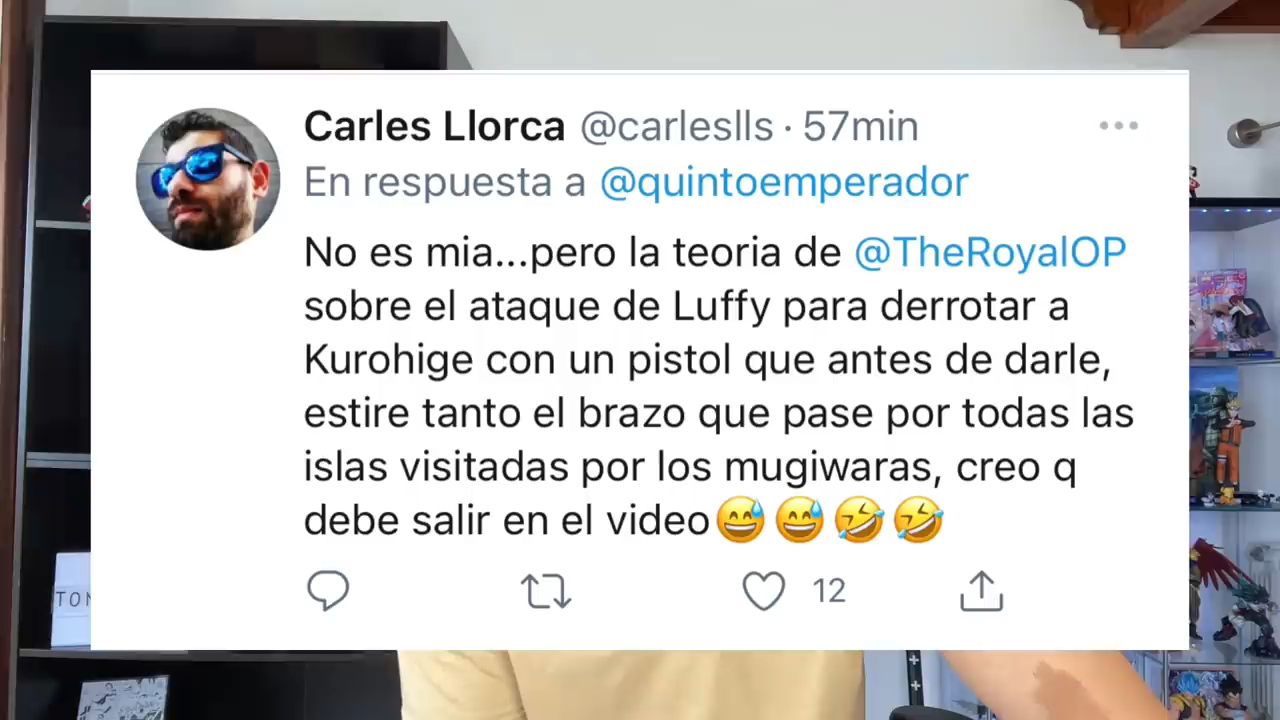 Carles Llorca @carleslls · 57min
En respuesta a @quintoemperador
No es mia...pero la teoria de @TheRoyalOP
sobre el ataque de Luffy para derrotar a
Kurohige con un pistol que antes de darle,
estire tanto el brazo que pase por todas las
islas visitadas por los mugiwaras, creo q
debe salir en el video😅😅🤣🤣
12
TON